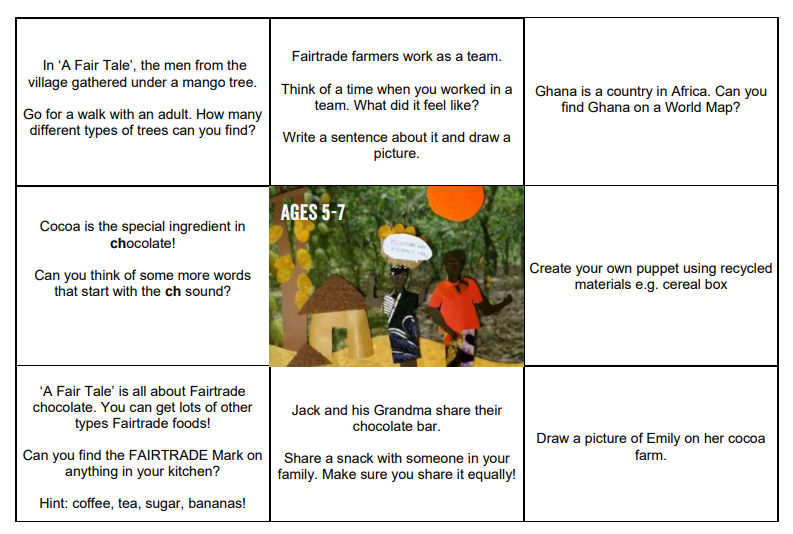 In ‘A Fair Tale’, the men from the
village gathered under a mango tree.
Go for a walk with an adult. How many
different types of trees can you find?
Fairtrade farmers work as a team.
Think of a time when you worked in a
team. What did it feel like?
Write a sentence about it and draw a
picture.
Ghana is a country in Africa. Can you
find Ghana on a World Map?
Cocoa is the special ingredient in
chocolate!
Can you think of some more words
that start with the ch sound?
AGES 5-7
Create your own puppet using recycled
materials e.g. cereal box
‘A Fair Tale’ is all about Fairtrade
chocolate. You can get lots of other
types Fairtrade foods!
Can you find the FAIRTRADE Mark on
anything in your kitchen?
Hint: coffee, tea, sugar, bananas!
Jack and his Grandma share their
chocolate bar.
Share a snack with someone in your
family. Make sure you share it equally!
Draw a picture of Emily on her cocoa
farm.